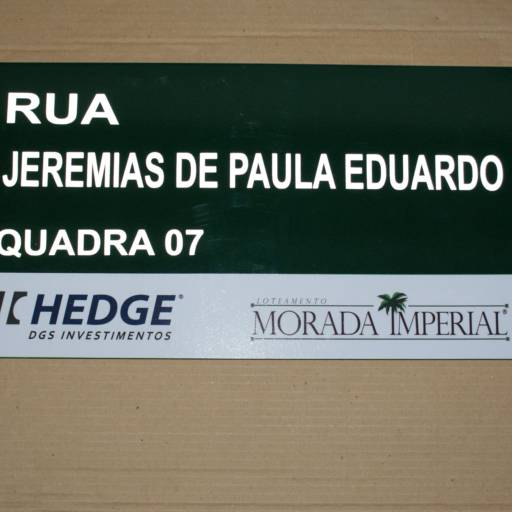 RUA
JEREMIAS DE PAULA EDUARDO
QUADRA 07
HEDGE®
DGS INVESTIMENTOS
LOTEAMENTO
MORADA IMPERIAL®